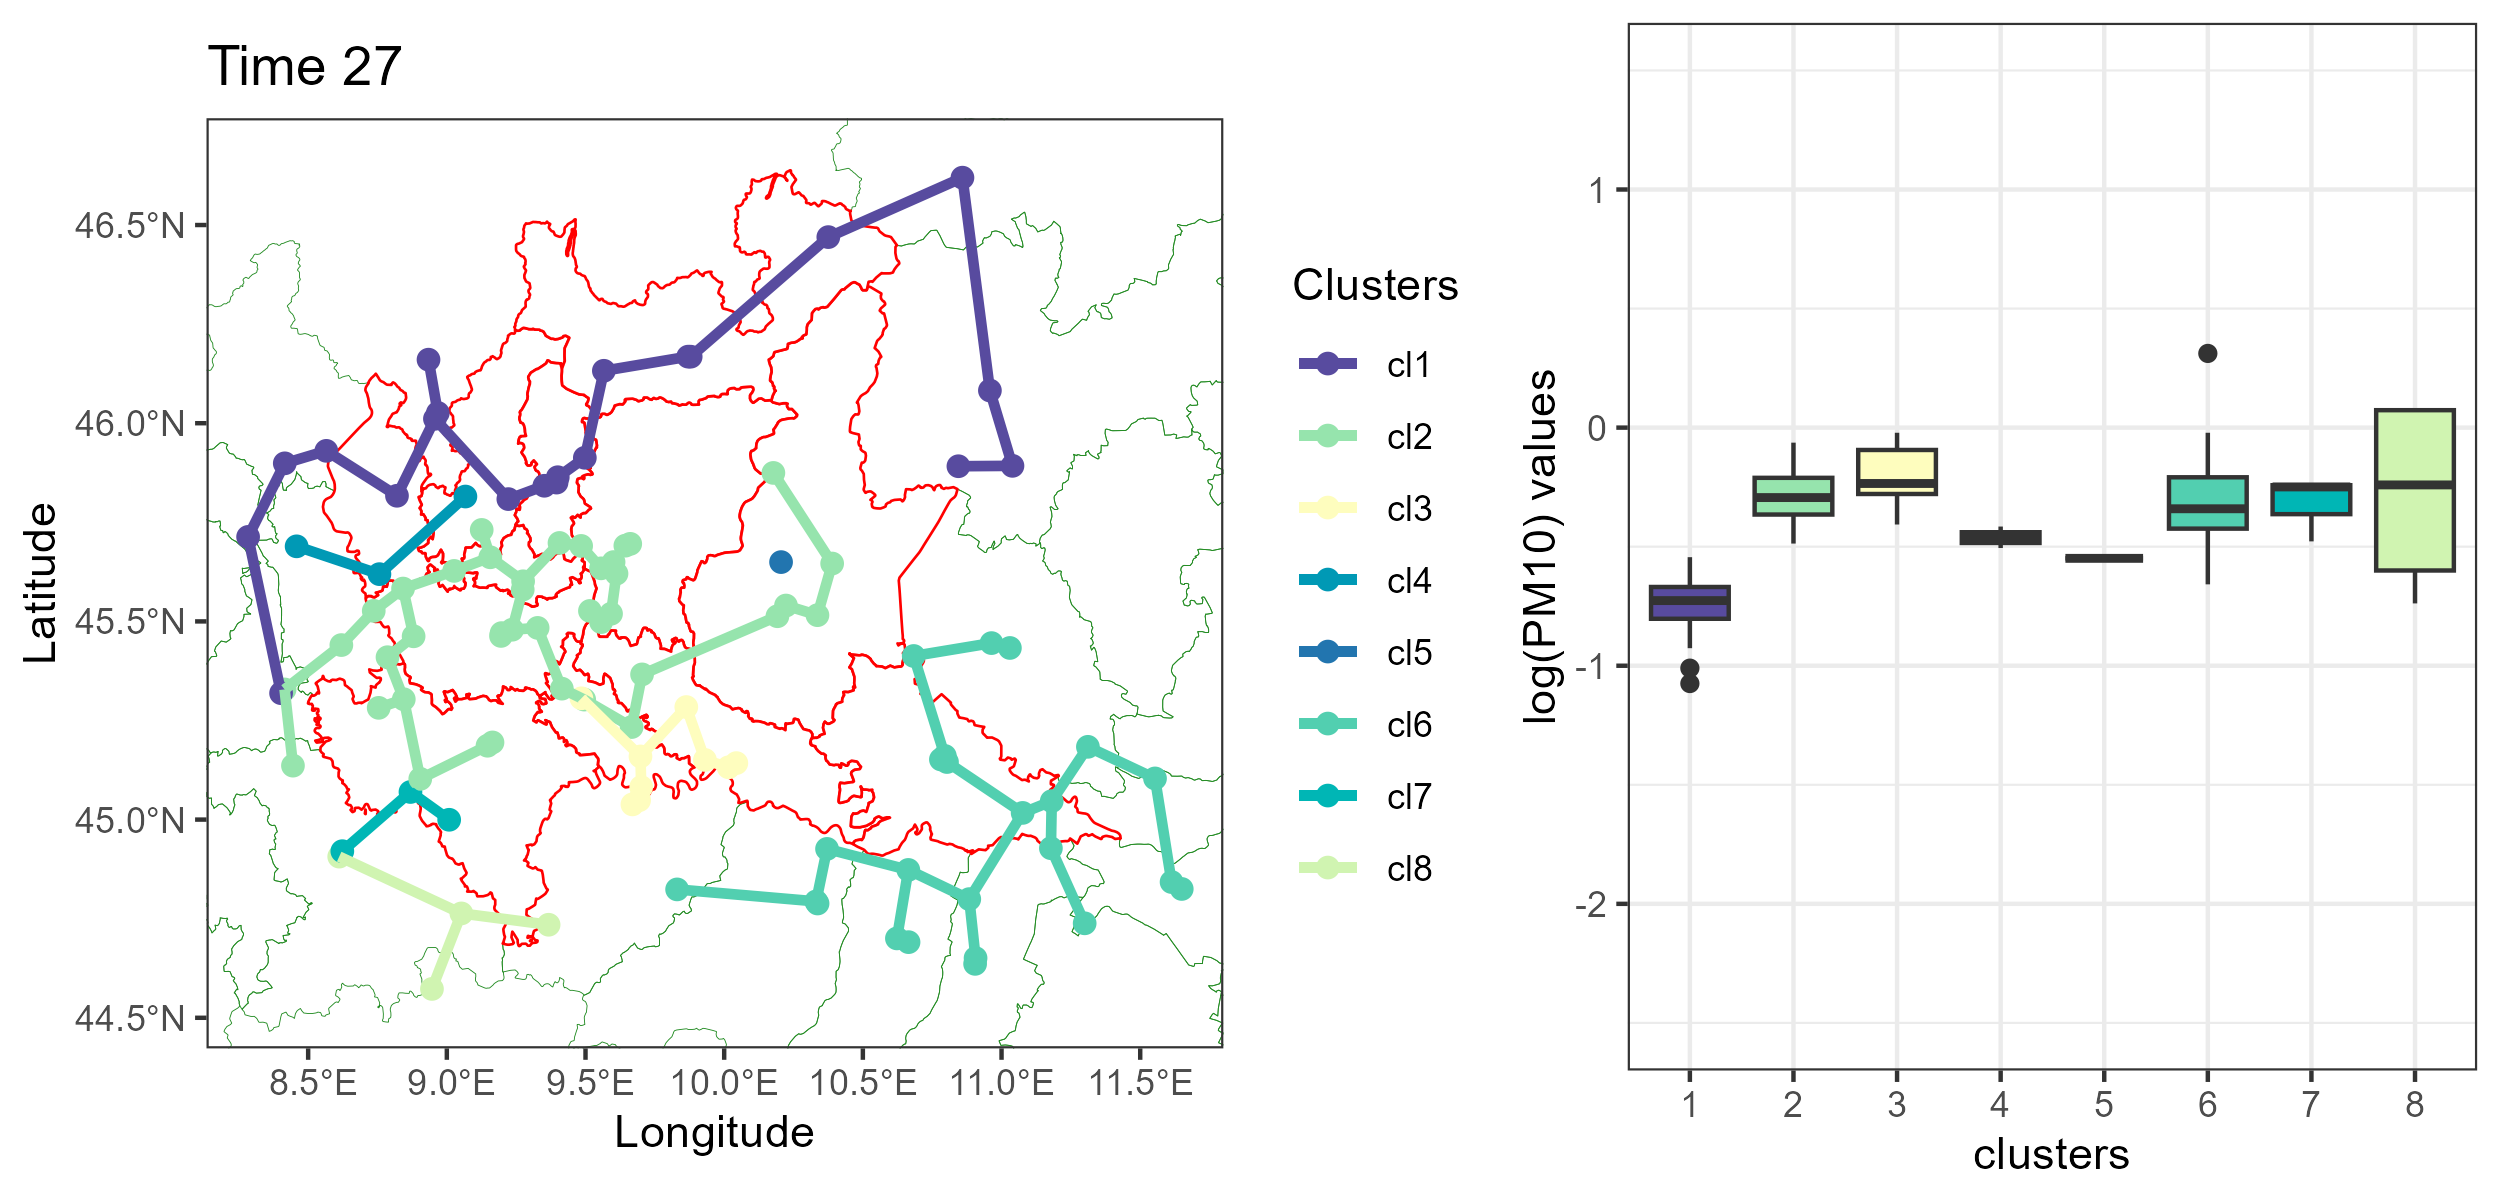 Time 27
Latitude
46.5°N
46.0°N
45.5°N
45.0°N
44.5°N
8.5°E 9.0°E 9.5°E 10.0°E 10.5°E 11.0°E 11.5°E
Longitude
Clusters
cl1
cl2
cl3
cl4
cl5
cl6
cl7
cl8
log(PM10) values
1
0
-1
-2
1 2 3 4 5 6 7 8
clusters